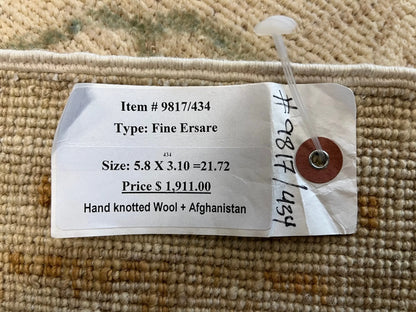 Item # 9817/434
Type: Fine Ersare
434
Size: 5.8 X 3.10 =21.72
Price $ 1,911.00
Hand knotted Wool + Afghanistan
#9817/434